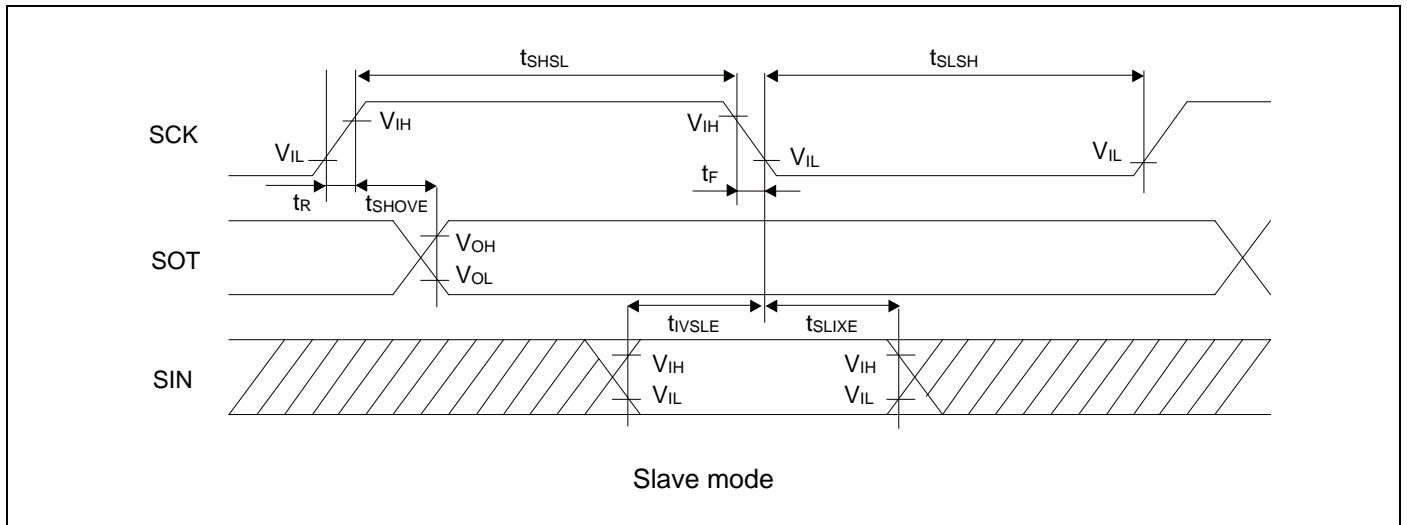 tSHSL
tSLSH
SCK
VIH
VIH
VIL
VIL
VIL
tF
tR
tSHOVE
SOT
VOH
VOL
tIVSLE
tSLIXE
SIN
VIH
VIH
VIL
VIL
Slave mode